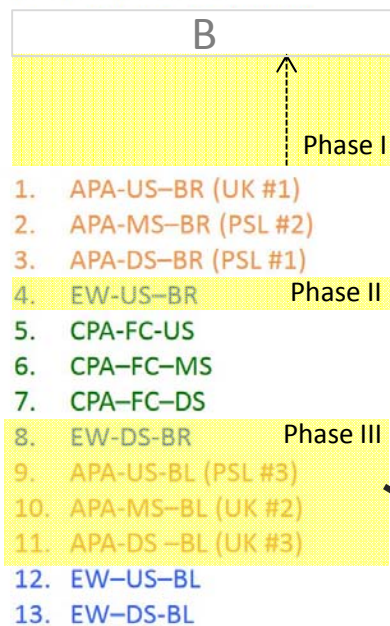 B
Phase I
1. APA-US–BR (UK #1)
2. APA-MS–BR (PSL #2)
3. APA-DS–BR (PSL #1)
4. EW-US–BR Phase II
5. CPA-FC-US
6. CPA–FC–MS
7. CPA–FC–DS
8. EW-DS-BR Phase III
9. APA-US-BL (PSL #3)
10. APA-MS–BL (UK #2)
11. APA-DS –BL (UK #3)
12. EW–US–BL
13. EW–DS-BL